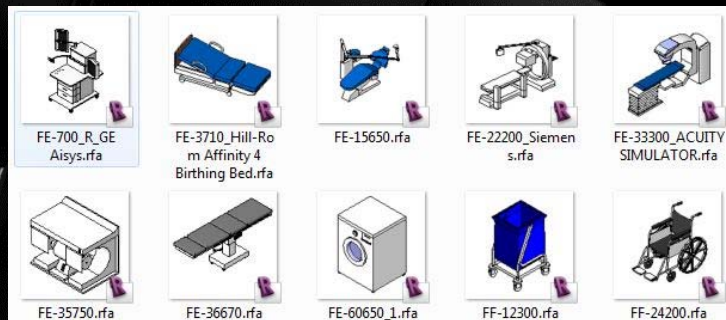 FE-700_R_GE
Aisys.rfa
FE-3710_Hill-Ro
m Affinity 4
Birthing Bed.rfa
FE-15650.rfa
FE-22200_Siemen
s.rfa
FE-33300_ACUITY
SIMULATOR.rfa
FE-35750.rfa
FE-36670.rfa
FE-60650_1.rfa
FF-12300.rfa
FF-24200.rfa